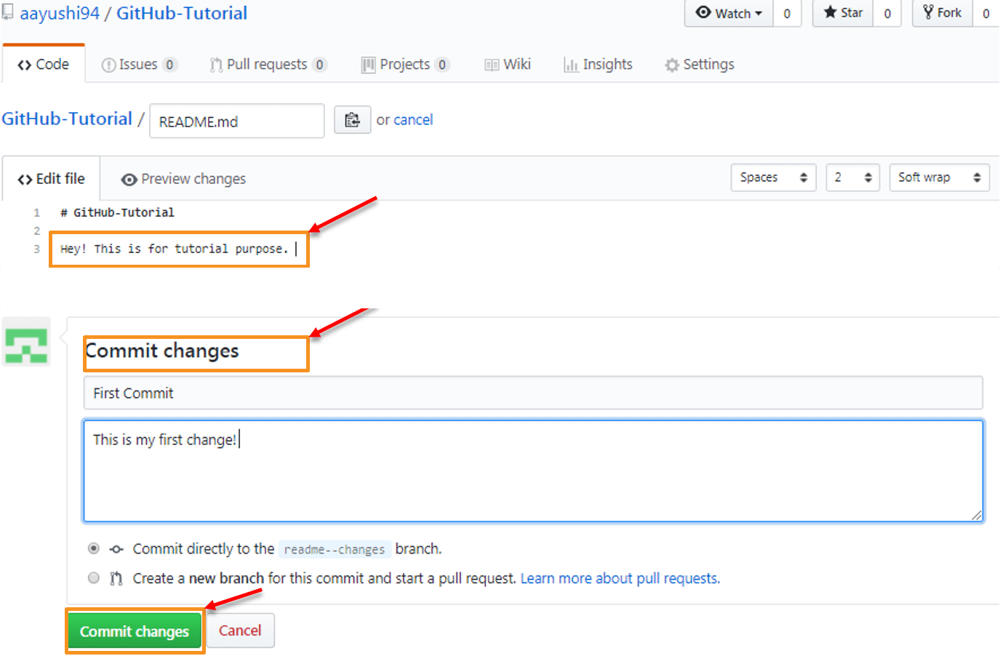 aayushi94 / GitHub-Tutorial Watch 0 Star 0 Fork 0
Code Issues 0 Pull requests 0 Projects 0 Wiki Insights Settings
GitHub-Tutorial / README.md or cancel
Edit file Preview changes Spaces 2 Soft wrap
1 # GitHub-Tutorial
2
3 Hey! This is for tutorial purpose.
Commit changes
First Commit
This is my first change!
Commit directly to the readme--changes branch.
Create a new branch for this commit and start a pull request. Learn more about pull requests.
Commit changes Cancel